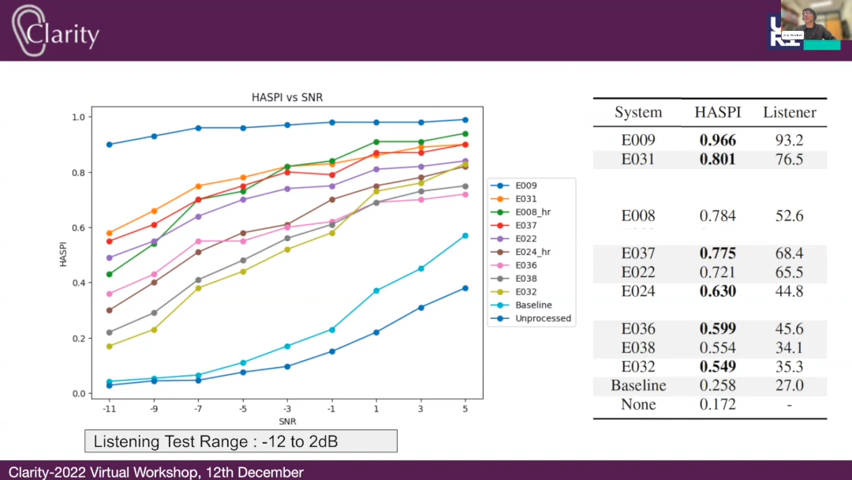 Clarity
HASPI vs SNR
HASPI
1.0
0.8
0.6
0.4
0.2
0.0
-11 -9 -7 -5 -3 -1 1 3 5
SNR
E009
E031
E008_hr
E037
E022
E024_hr
E036
E038
E032
Baseline
Unprocessed
System HASPI Listener
E009 0.966 93.2
E031 0.801 76.5
E008 0.784 52.6
E037 0.775 68.4
E022 0.721 65.5
E024 0.630 44.8
E036 0.599 45.6
E038 0.554 34.1
E032 0.549 35.3
Baseline 0.258 27.0
None 0.172 -
Listening Test Range : -12 to 2dB
Clarity-2022 Virtual Workshop, 12th December